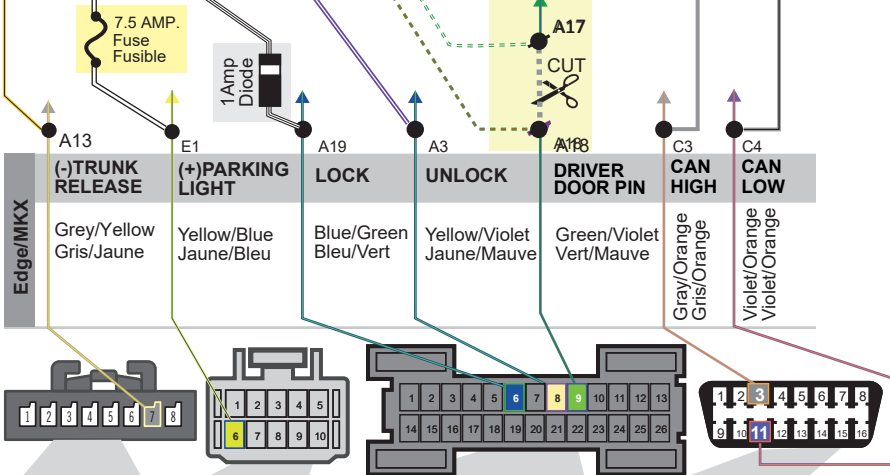 7.5 AMP.
Fuse
Fusible
1Amp
Diode
A17
CUT
A13
E1
A19
A3
A18
C3
C4
Edge/MKX
(-)TRUNK
RELEASE
(+)PARKING
LIGHT
LOCK
UNLOCK
DRIVER
DOOR PIN
CAN
HIGH
CAN
LOW
Grey/Yellow
Gris/Jaune
Yellow/Blue
Jaune/Bleu
Blue/Green
Bleu/Vert
Yellow/Violet
Jaune/Mauve
Green/Violet
Vert/Mauve
Gray/Orange
Gris/Orange
Violet/Orange
Violet/Orange
1 2 3 4 5 6 7 8
1 2 3 4 5
6 7 8 9 10
1 2 3 4 5 6 7 8 9 10 11 12 13
14 15 16 17 18 19 20 21 22 23 24 25 26
1 2 3 4 5 6 7 8
9 10 11 12 13 14 15 16